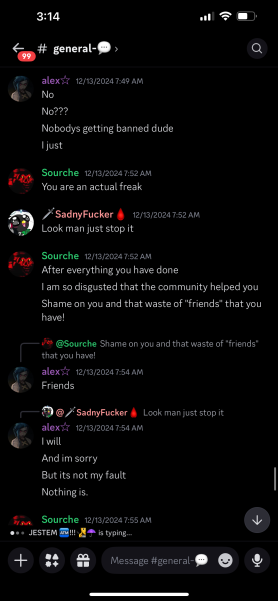 3:14
99
# general-💬 ›
alex☆ 12/13/2024 7:49 AM
No
No???
Nobodys getting banned dude
I just
Sourche 12/13/2024 7:52 AM
You are an actual freak
🗡SadnyFucker🩸 12/13/2024 7:52 AM
Look man just stop it
Sourche 12/13/2024 7:52 AM
After everything you have done
I am so disgusted that the community helped you
Shame on you and that waste of "friends" that you
have!
@Sourche Shame on you and that waste of "friends"
that you have!
alex☆ 12/13/2024 7:54 AM
Friends
@🗡SadnyFucker🩸 Look man just stop it
alex☆ 12/13/2024 7:54 AM
I will
And im sorry
But its not my fault
Nothing is.
Sourche 12/13/2024 7:55 AM
JESTEM 🏧!!! 🧏☂️ is typing...
Message #general-💬